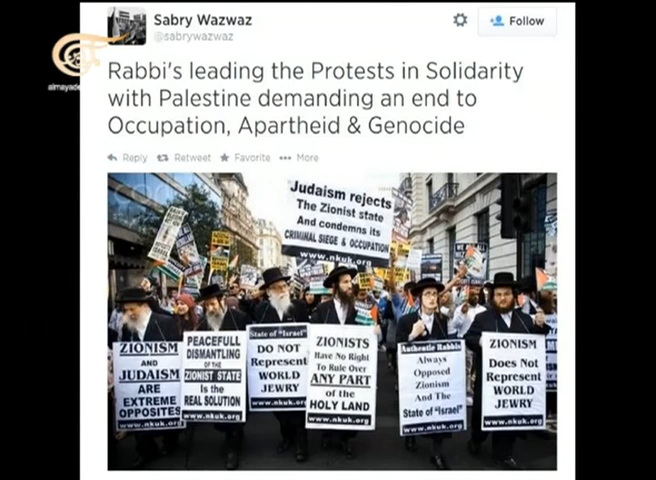 Sabry Wazwaz
@sabrywazwaz
Follow
almayade
Rabbi's leading the Protests in Solidarity
with Palestine demanding an end to
Occupation, Apartheid & Genocide
Reply Retweet Favorite More
Judaism rejects
The Zionist state
And condemns its
CRIMINAL SIEGE & OCCUPATION
www.nkuk.org
ZIONISM
AND
JUDAISM
ARE
EXTREME
OPPOSITES
www.nkuk.org
PEACEFULL
DISMANTLING
OF THE
ZIONIST STATE
Is the
REAL SOLUTION
www.nkuk.org
State of "Israel"
DO NOT
Represent
WORLD
JEWRY
www.nkuk.org
ZIONISTS
Have No Right
To Rule Over
ANY PART
of the
HOLY LAND
www.nkuk.org
Authentic Rabbis
Always
Opposed
Zionism
And The
State of "Israel"
www.nkuk.org
ZIONISM
Does Not
Represent
WORLD
JEWRY
www.nkuk.org